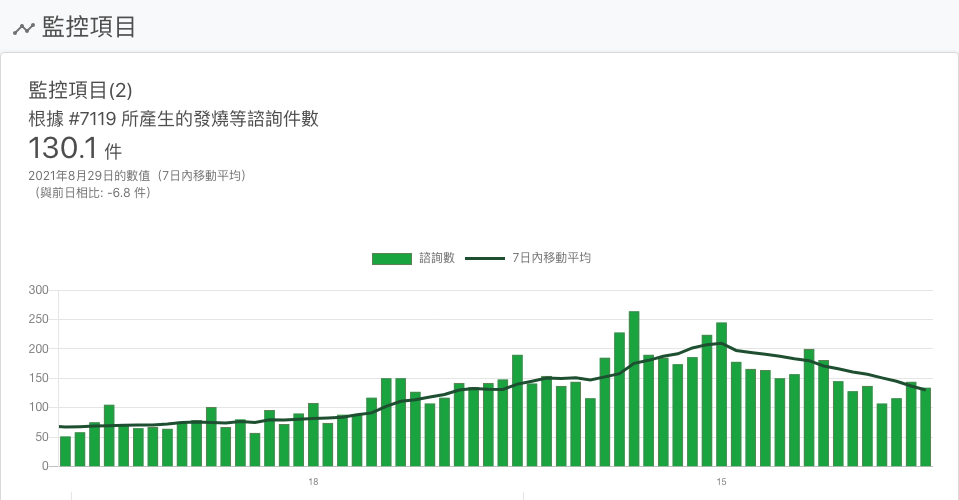 監控項目
監控項目(2)
根據 #7119 所產生的發燒等諮詢件數
130.1 件
2021年8月29日的數值（7日內移動平均）
（與前日相比: -6.8 件）
諮詢數 7日內移動平均
300
250
200
150
100
50
0
18 15